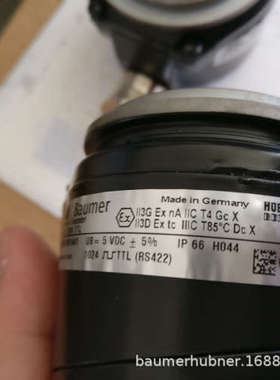 Baumer
Made in Germany
II3G Ex nA IIC T4 Gc X
II3D Ex tc IIIC T85°C Dc X
UB = 5 VDC ± 5%
IP 66 H044
1024 TTL (RS422)
baumerhubner.1688